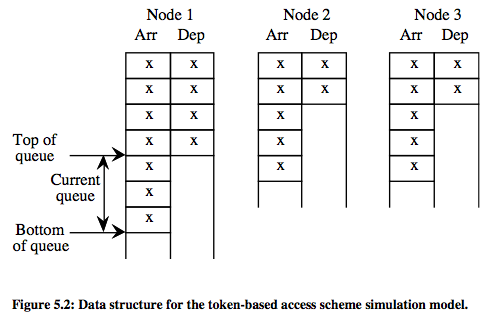 Node 1 Node 2 Node 3
Arr Dep Arr Dep Arr Dep
x x x x x x
x x x x x x
x x x x
Top of
queue
x x x x
x x x
Current
queue
x
x
Bottom
of queue
Figure 5.2: Data structure for the token-based access scheme simulation model.